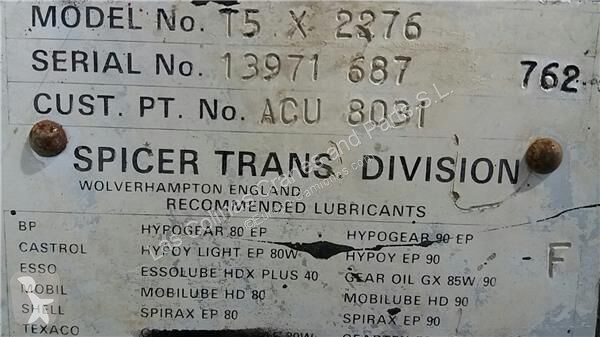 MODEL No. T5 X 2276
SERIAL No. 13971 687 762
CUST. PT. No. ACU 8031
SPICER TRANS. DIVISION
WOLVERHAMPTON ENGLAND
RECOMMENDED LUBRICANTS
BP HYPOGEAR 80 EP HYPOGEAR 90 EP
CASTROL HYPOY LIGHT EP 80W HYPOY EP 90
F
ESSO ESSOLUBE HDX PLUS 40 GEAR OIL GX 85W 90
MOBIL MOBILUBE HD 80 MOBILUBE HD 90
SHELL SPIRAX EP 80 SPIRAX EP 90
TEXACO